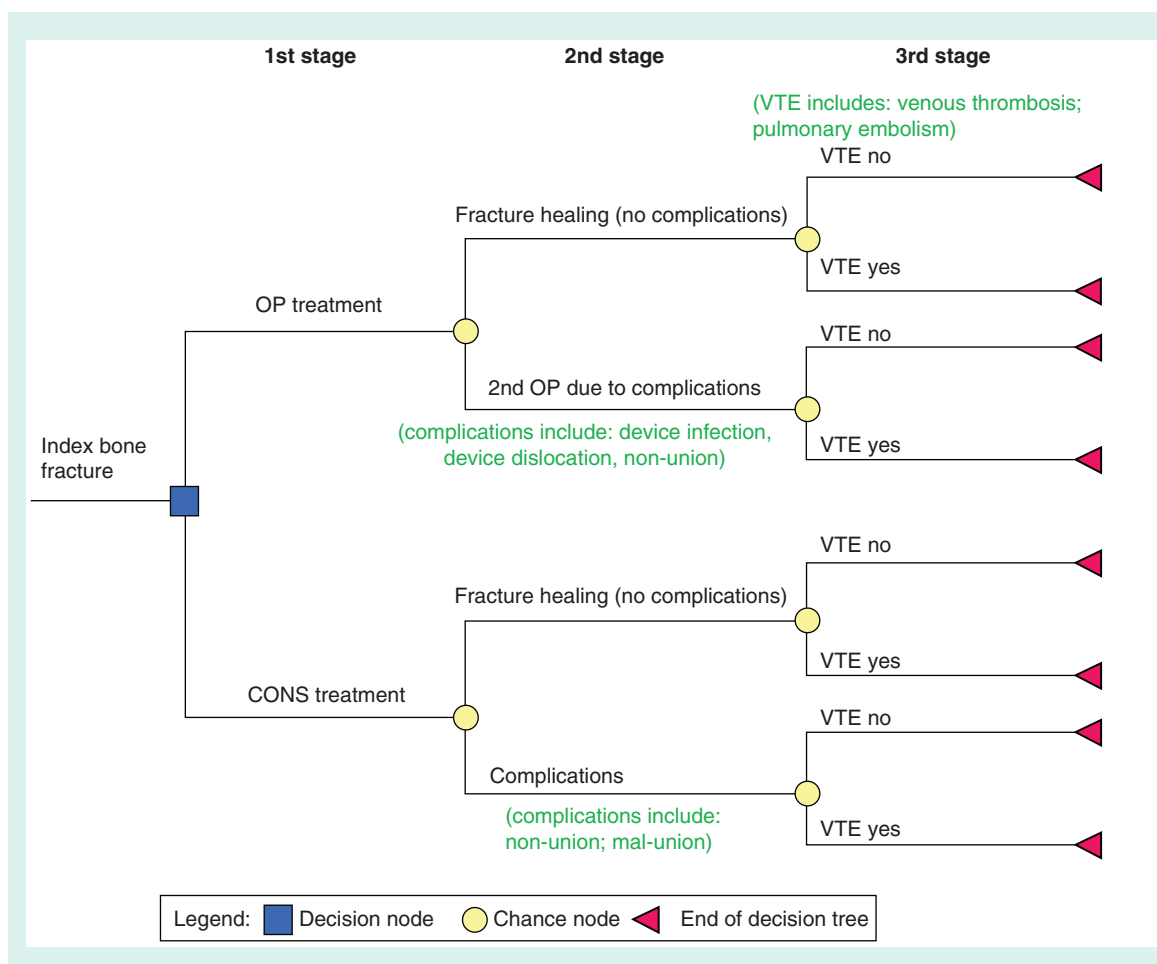 1st stage
2nd stage
3rd stage
(VTE includes: venous thrombosis;
pulmonary embolism)
VTE no
Fracture healing (no complications)
VTE yes
OP treatment
VTE no
2nd OP due to complications
(complications include: device infection,
device dislocation, non-union)
VTE yes
Index bone
fracture
VTE no
Fracture healing (no complications)
VTE yes
CONS treatment
VTE no
Complications
(complications include:
non-union; mal-union)
VTE yes
Legend: Decision node Chance node End of decision tree